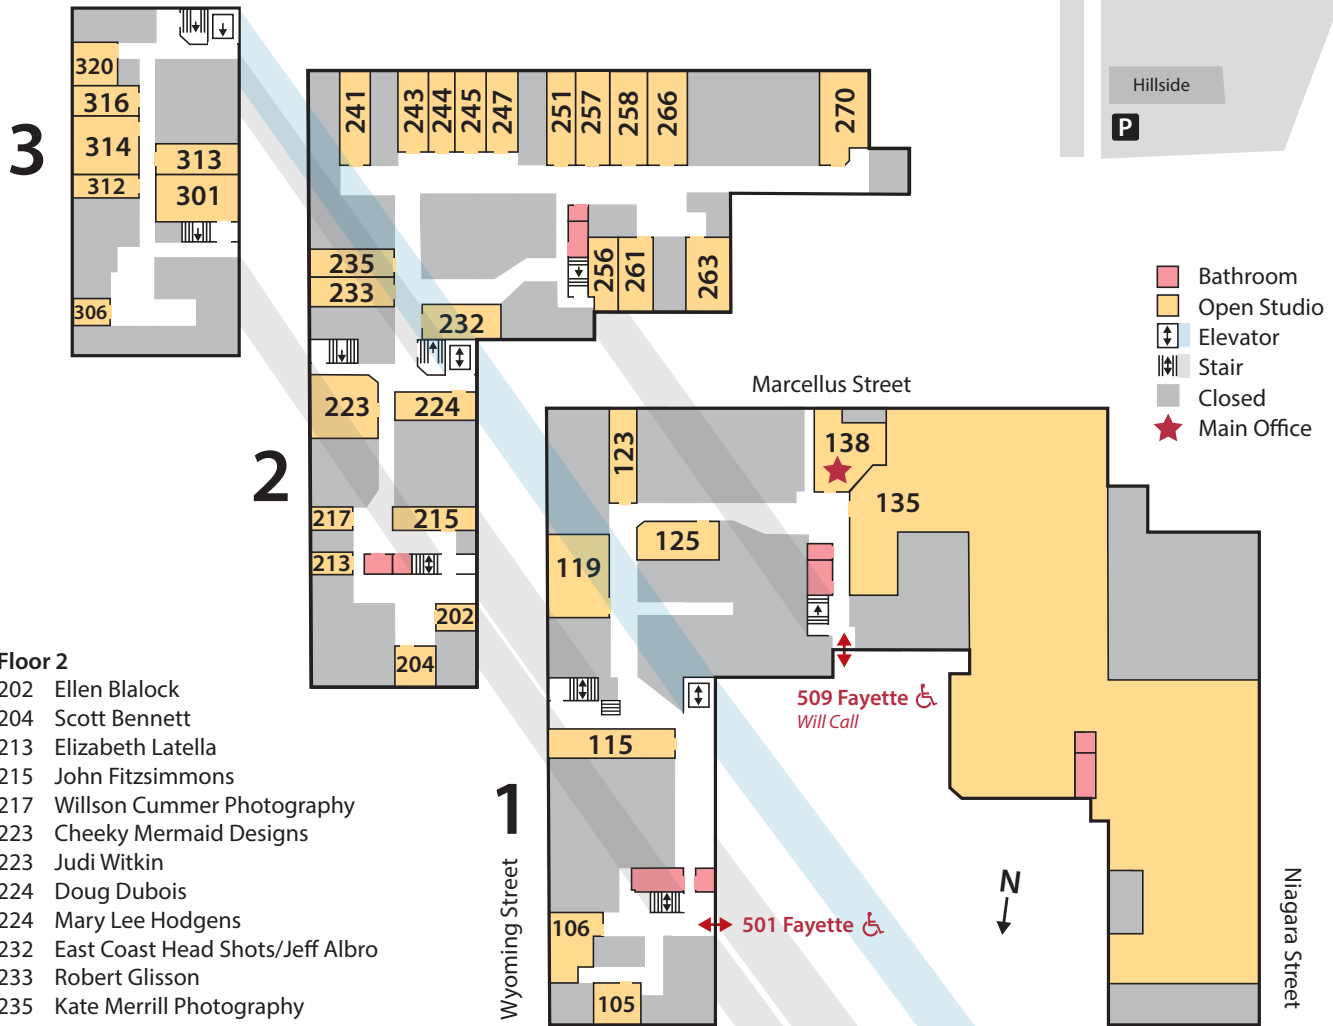 3
320
316
314
312
313
301
306
2
241
243
244
245
247
251
257
258
266
270
256
261
263
235
233
232
223
224
217
215
213
202
204
Hillside
P
Bathroom
Open Studio
Elevator
Stair
Closed
Main Office
Marcellus Street
1
123
138
135
125
119
115
106
105
509 Fayette
Will Call
501 Fayette
Wyoming Street
Niagara Street
N
Floor 2
202 Ellen Blalock
204 Scott Bennett
213 Elizabeth Latella
215 John Fitzsimmons
217 Willson Cummer Photography
223 Cheeky Mermaid Designs
223 Judi Witkin
224 Doug Dubois
224 Mary Lee Hodgens
232 East Coast Head Shots/Jeff Albro
233 Robert Glisson
235 Kate Merrill Photography